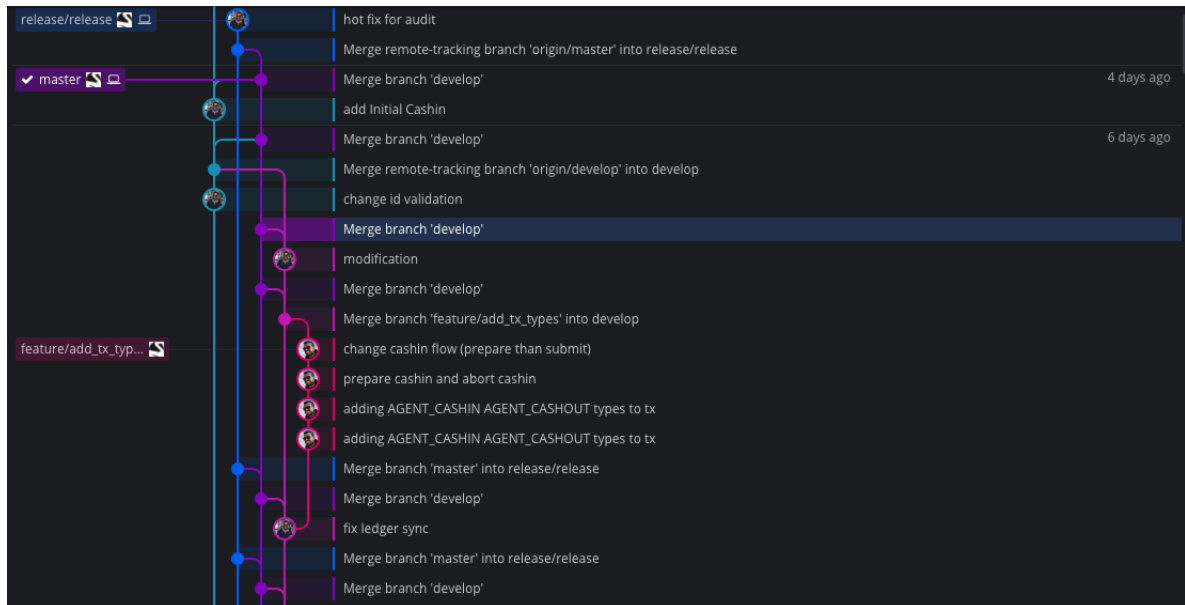 release/release hot fix for audit
Merge remote-tracking branch 'origin/master' into release/release
master Merge branch 'develop' 4 days ago
add Initial Cashin
Merge branch 'develop' 6 days ago
Merge remote-tracking branch 'origin/develop' into develop
change id validation
Merge branch 'develop'
modification
Merge branch 'develop'
Merge branch 'feature/add_tx_types' into develop
feature/add_tx_typ... change cashin flow (prepare than submit)
prepare cashin and abort cashin
adding AGENT_CASHIN AGENT_CASHOUT types to tx
adding AGENT_CASHIN AGENT_CASHOUT types to tx
Merge branch 'master' into release/release
Merge branch 'develop'
fix ledger sync
Merge branch 'master' into release/release
Merge branch 'develop'